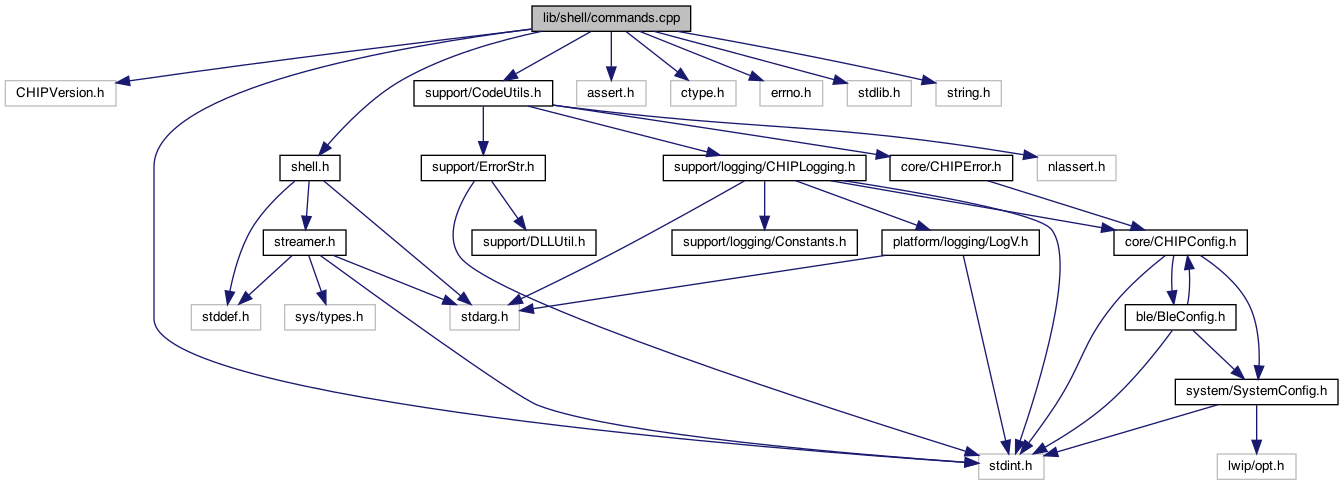 lib/shell/commands.cpp
CHIPVersion.h
support/CodeUtils.h
assert.h
ctype.h
errno.h
stdlib.h
string.h
shell.h
support/ErrorStr.h
support/logging/CHIPLogging.h
core/CHIPError.h
nlassert.h
streamer.h
support/DLLUtil.h
support/logging/Constants.h
platform/logging/LogV.h
core/CHIPConfig.h
stddef.h
sys/types.h
stdarg.h
ble/BleConfig.h
system/SystemConfig.h
stdint.h
lwip/opt.h